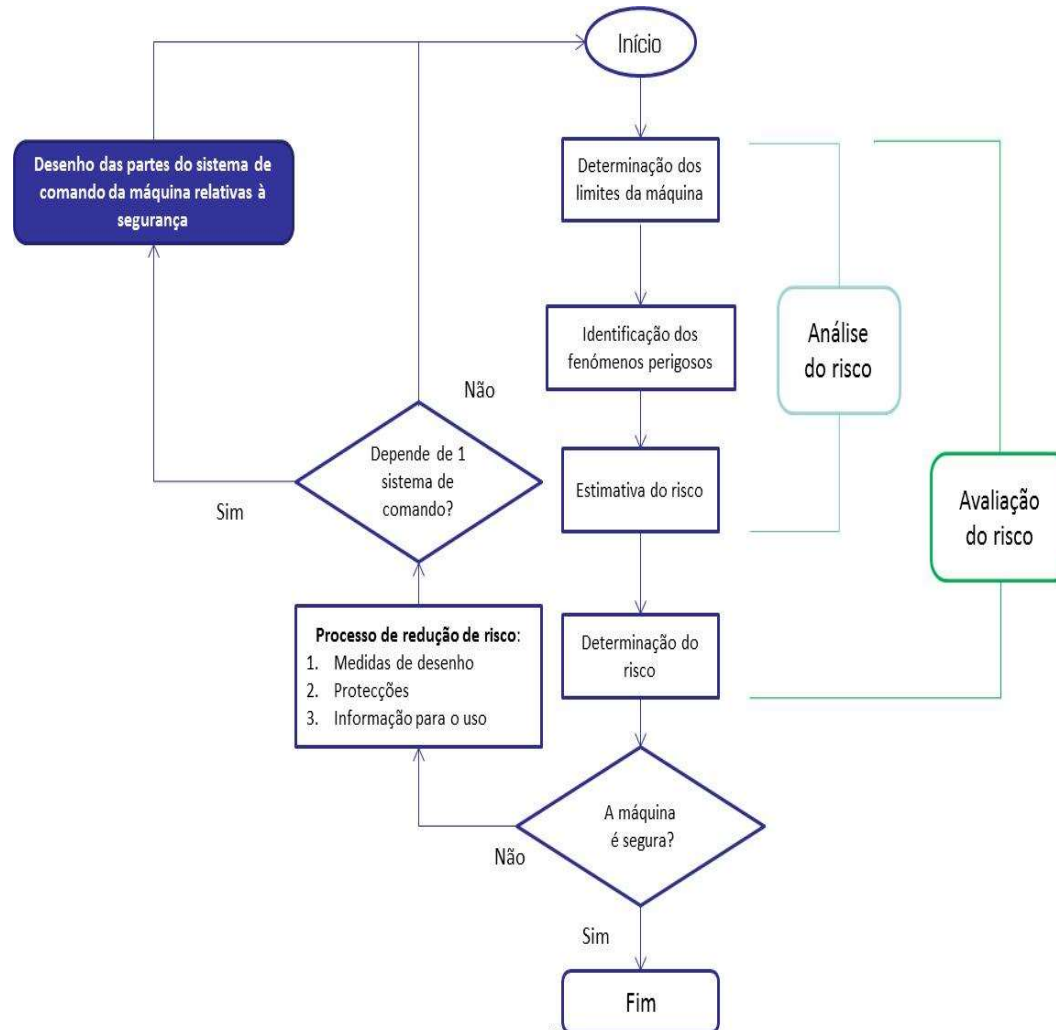 Início
Determinação dos
limites da máquina
Identificação dos
fenómenos perigosos
Estimativa do risco
Determinação do
risco
A máquina
é segura?
Sim
Fim
Não
Processo de redução de risco:
1. Medidas de desenho
2. Protecções
3. Informação para o uso
Depende de 1
sistema de
comando?
Não
Sim
Desenho das partes do sistema de
comando da máquina relativas à
segurança
Análise
do risco
Avaliação
do risco